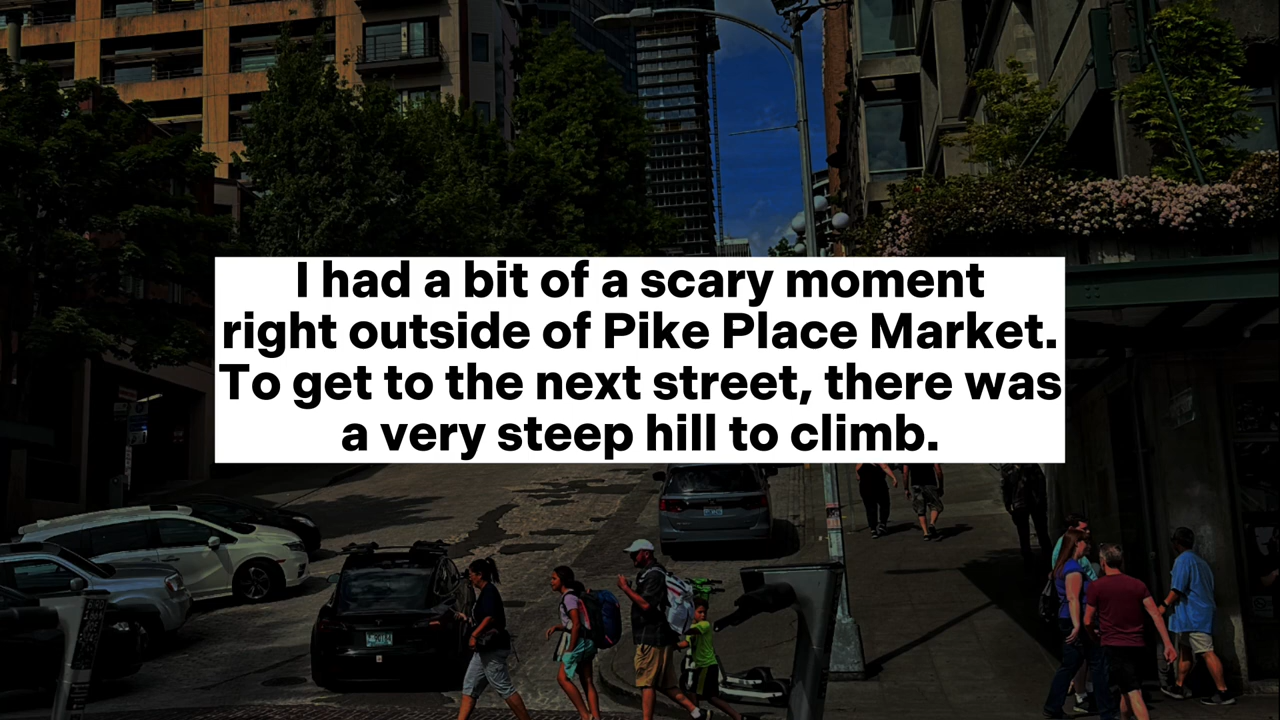 I had a bit of a scary moment
right outside of Pike Place Market.
To get to the next street, there was
a very steep hill to climb.